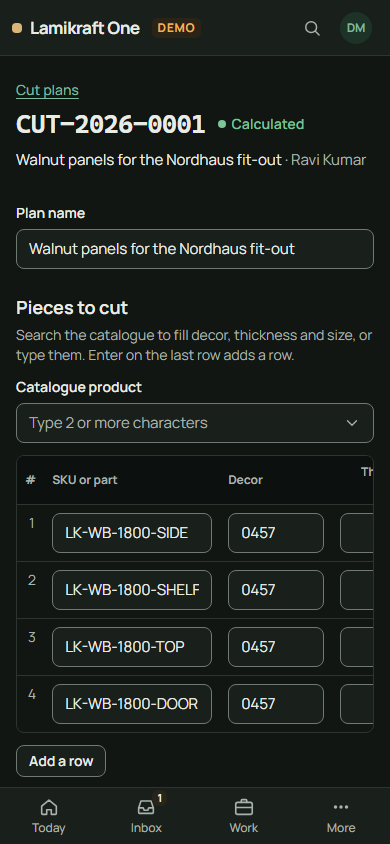 Lamikraft One DEMO DM
Cut plans
CUT-2026-0001 Calculated
Walnut panels for the Nordhaus fit-out · Ravi Kumar
Plan name
Walnut panels for the Nordhaus fit-out
Pieces to cut
Search the catalogue to fill decor, thickness and size, or
type them. Enter on the last row adds a row.
Catalogue product
Type 2 or more characters
# SKU or part Decor Th
1 LK-WB-1800-SIDE 0457
2 LK-WB-1800-SHELF 0457
3 LK-WB-1800-TOP 0457
4 LK-WB-1800-DOOR 0457
Add a row
1
Today Inbox Work More